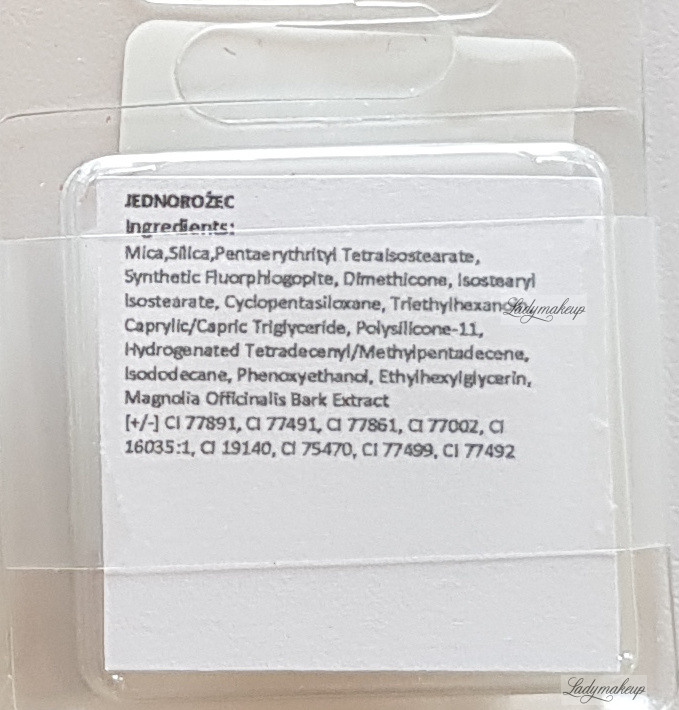 JEDNOROŻEC
Ingredients:
Mica,Silica,Pentaerythrityl Tetraisostearate,
Synthetic Fluorphlogopite, Dimethicone, Isostearyl
Isostearate, Cyclopentasiloxane,
Ladymakeup
Caprylic/Capric Triglyceride, Polysilicone-11,
Hydrogenated Tetradecenyl/Methylpentadecene,
Isododecane, Phenoxyethanol, Ethylhexylglycerin,
Magnolia Officinalis Bark Extract
[+/-] CI 77891, CI 77491, CI 77861, CI 77002, CI
16035:1, CI 19140, CI 75470, CI 77499, CI 77492
Ladymakeup